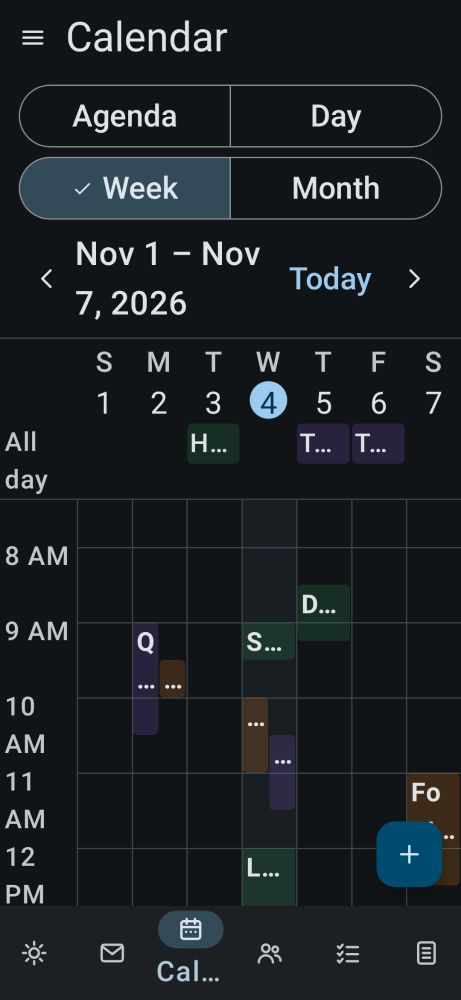 Calendar
Agenda
Day
Week
Month
Nov 1 – Nov
7, 2026
Today
S M T W T F S
1 2 3 4 5 6 7
All
day
H...
T...
T...
8 AM
D...
9 AM
Q
...
...
S...
10
AM
...
...
11
AM
Fo
12
PM
L...
+
Cal...